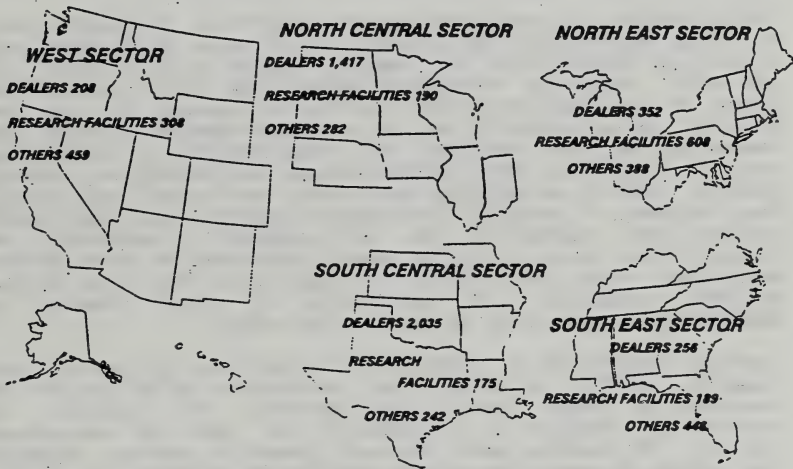 WEST SECTOR
DEALERS 208
RESEARCH FACILITIES 308
OTHERS 459
NORTH CENTRAL SECTOR
DEALERS 1,417
RESEARCH FACILITIES 190
OTHERS 282
NORTH EAST SECTOR
DEALERS 352
RESEARCH FACILITIES 608
OTHERS 388
SOUTH CENTRAL SECTOR
DEALERS 2,035
RESEARCH
FACILITIES 175
OTHERS 242
SOUTH EAST SECTOR
DEALERS 256
RESEARCH FACILITIES 189
OTHERS